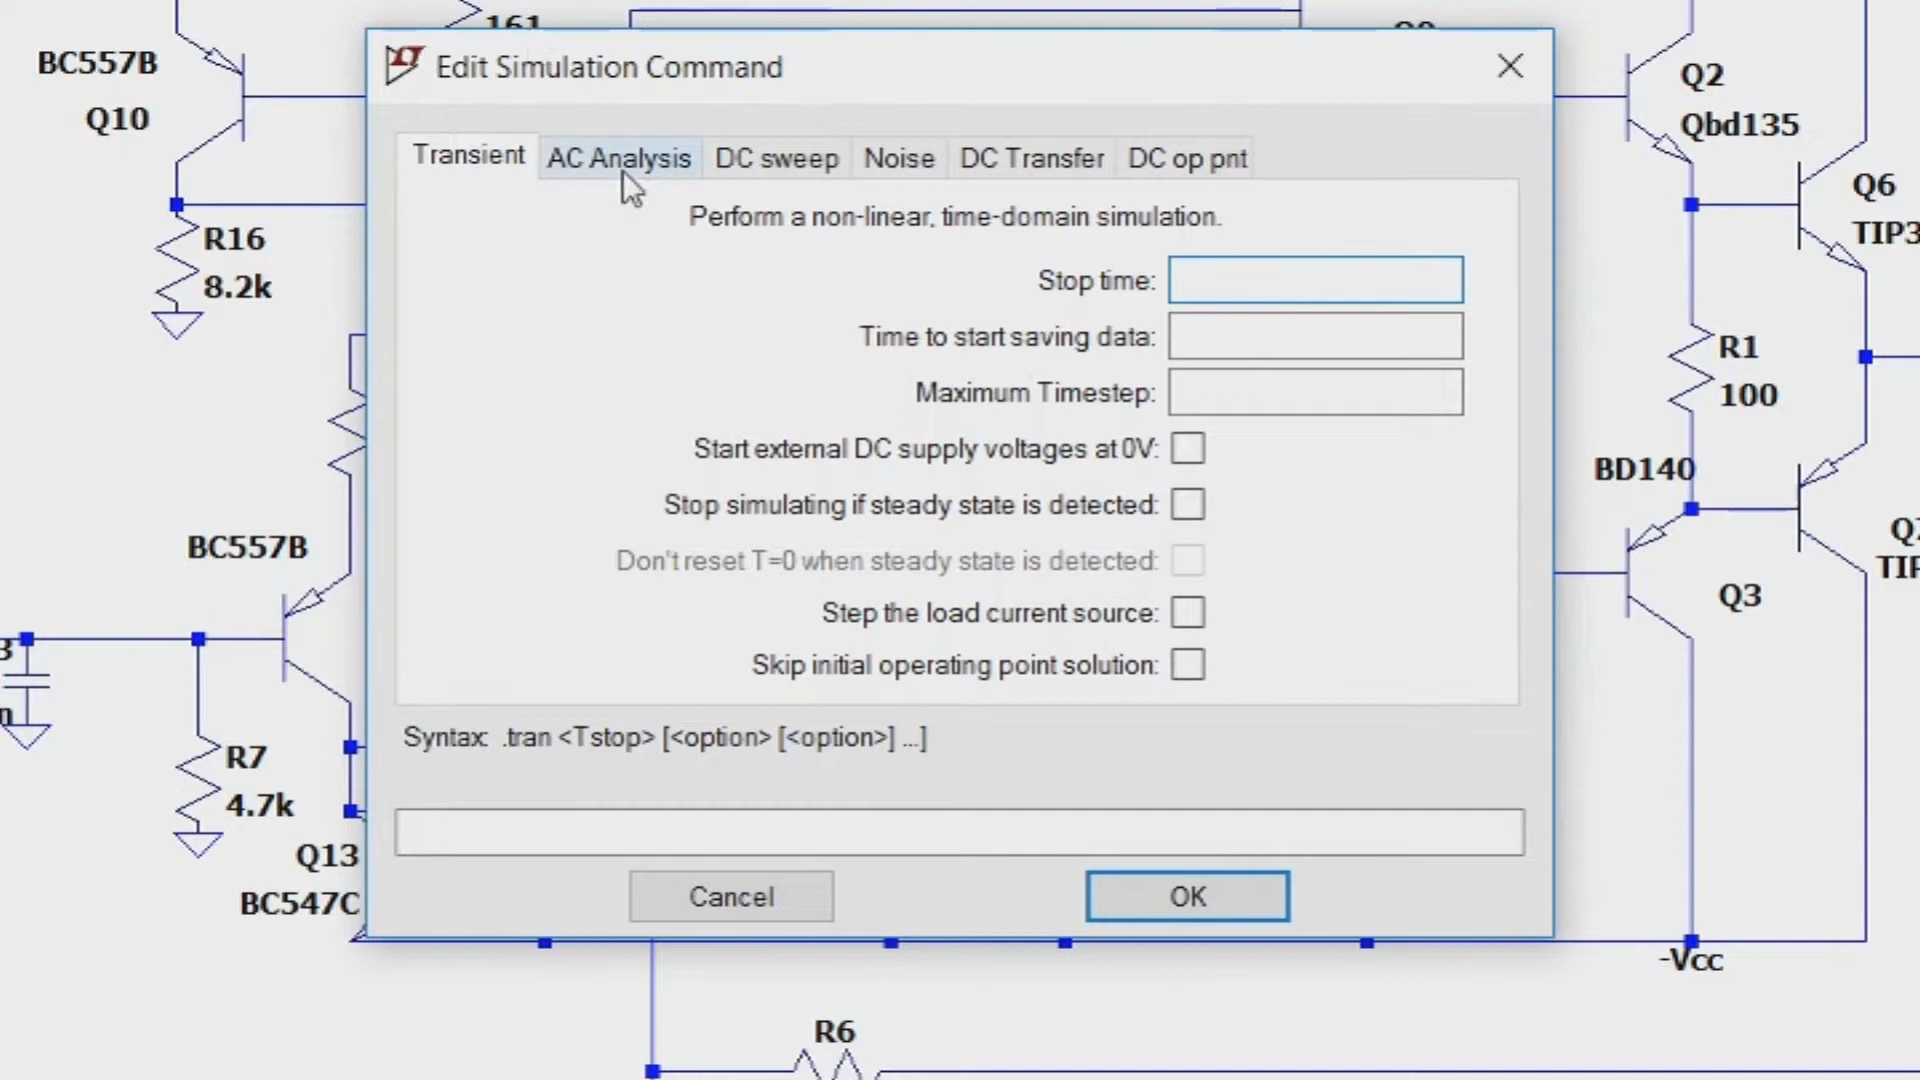 161
BC557B
Q10
R16
8.2k
Edit Simulation Command
Transient
AC Analysis
DC sweep
Noise
DC Transfer
DC op pnt
Perform a non-linear, time-domain simulation.
Stop time:
Time to start saving data:
Maximum Timestep:
Start external DC supply voltages at 0V:
Stop simulating if steady state is detected:
Don't reset T=0 when steady state is detected:
Step the load current source:
Skip initial operating point solution:
Syntax: .tran <Tstop> [<option> [<option>] ...]
Cancel
OK
Q2
Qbd135
Q6
TIP3
R1
100
BD140
TIP
Q3
BC557B
R7
4.7k
Q13
BC547C
-Vcc
R6